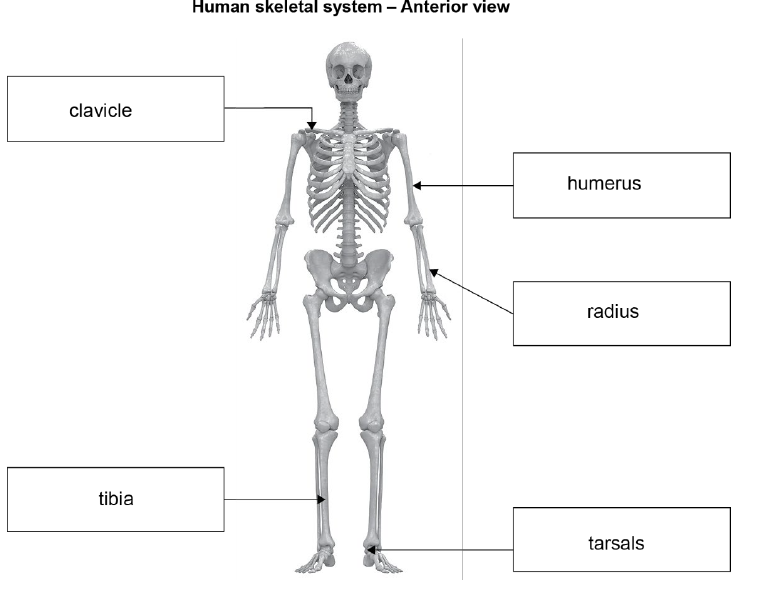 Human skeletal system – Anterior view
clavicle
humerus
radius
tibia
tarsals